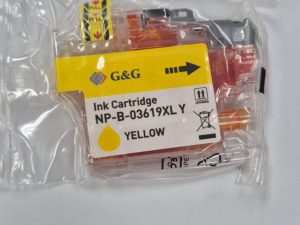 G&G
Ink Cartridge
NP-B-03619XL Y
YELLOW